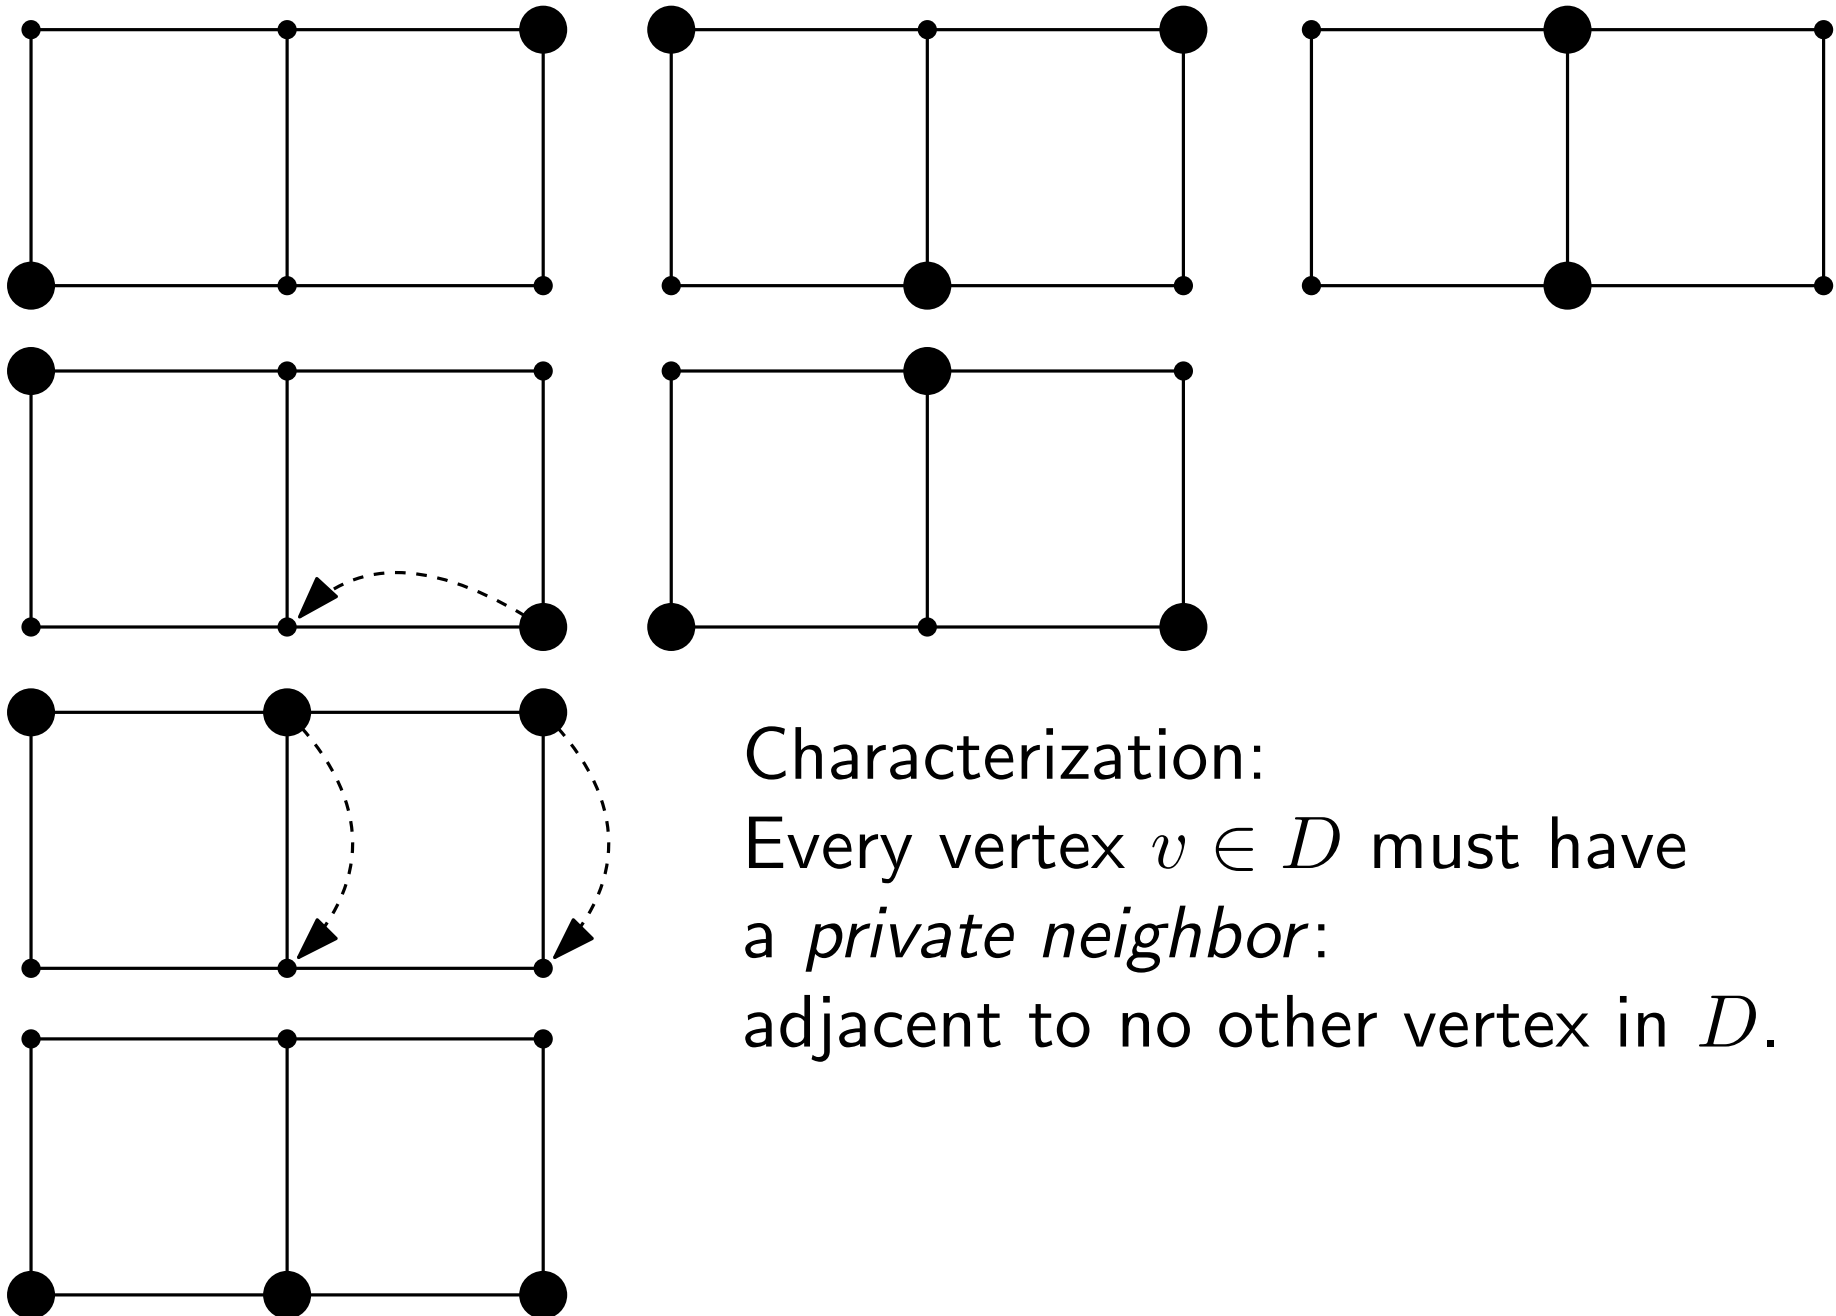 Characterization:
Every vertex v ∈ D must have
a private neighbor:
adjacent to no other vertex in D.